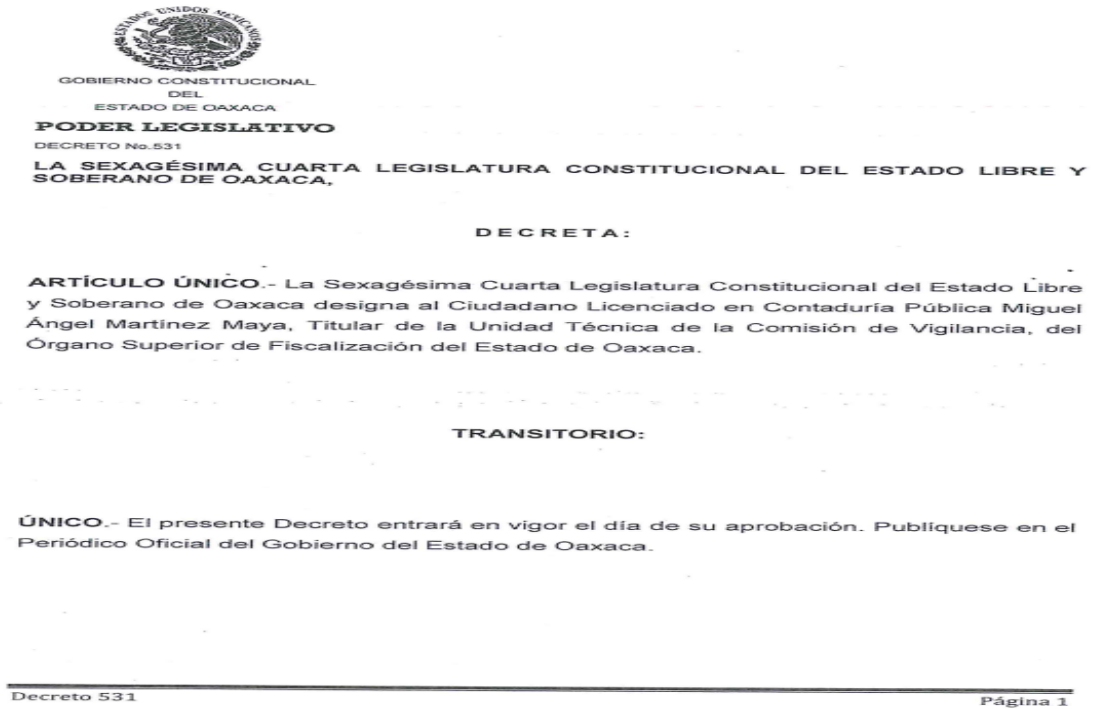 ESTADOS UNIDOS MEXICANOS
GOBIERNO CONSTITUCIONAL
DEL
ESTADO DE OAXACA
PODER LEGISLATIVO
DECRETO No.531
LA SEXAGÉSIMA CUARTA LEGISLATURA CONSTITUCIONAL DEL ESTADO LIBRE Y
SOBERANO DE OAXACA,
D E C R E T A :
ARTÍCULO ÚNICO.- La Sexagésima Cuarta Legislatura Constitucional del Estado Libre
y Soberano de Oaxaca designa al Ciudadano Licenciado en Contaduría Pública Miguel
Ángel Martínez Maya, Titular de la Unidad Técnica de la Comisión de Vigilancia, del
Órgano Superior de Fiscalización del Estado de Oaxaca.
TRANSITORIO:
ÚNICO.- El presente Decreto entrará en vigor el día de su aprobación. Publíquese en el
Periódico Oficial del Gobierno del Estado de Oaxaca.
Decreto 531
Página 1